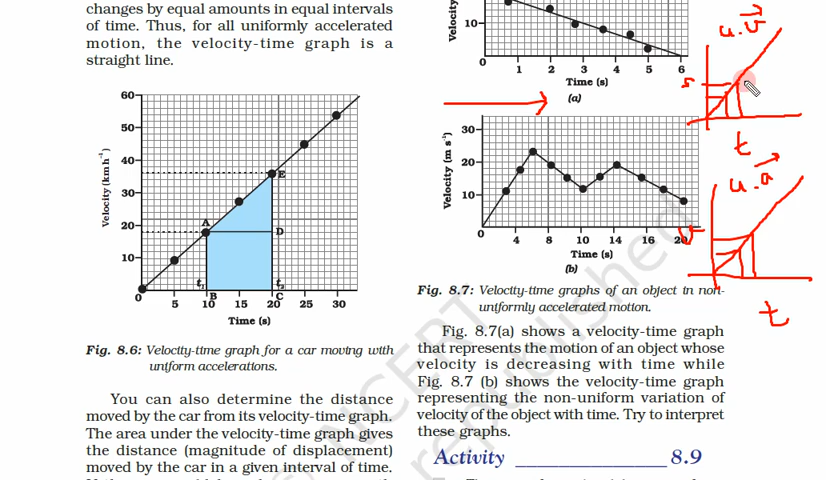 changes by equal amounts in equal intervals
of time. Thus, for all uniformly accelerated
motion, the velocity-time graph is a
straight line.
60
50
40
30
20
10
Velocity (km h⁻¹)
A
E
D
t₁
B
t₂
C
0 5 10 15 20 25 30
Time (s)
Fig. 8.6: Velocity-time graph for a car moving with
uniform accelerations.
You can also determine the distance
moved by the car from its velocity-time graph.
The area under the velocity-time graph gives
the distance (magnitude of displacement)
moved by the car in a given interval of time.
Velocity
10
0 1 2 3 4 5 6
Time (s)
(a)
30
20
10
Velocity (m s⁻¹)
0 4 6 8 10 14 16 20
Time (s)
(b)
Fig. 8.7: Velocity-time graphs of an object in non-
uniformly accelerated motion.
Fig. 8.7(a) shows a velocity-time graph
that represents the motion of an object whose
velocity is decreasing with time while
Fig. 8.7 (b) shows the velocity-time graph
representing the non-uniform variation of
velocity of the object with time. Try to interpret
these graphs.
Activity ______________ 8.9
u.v
s
t
u.a
v
t
NCERT
republished